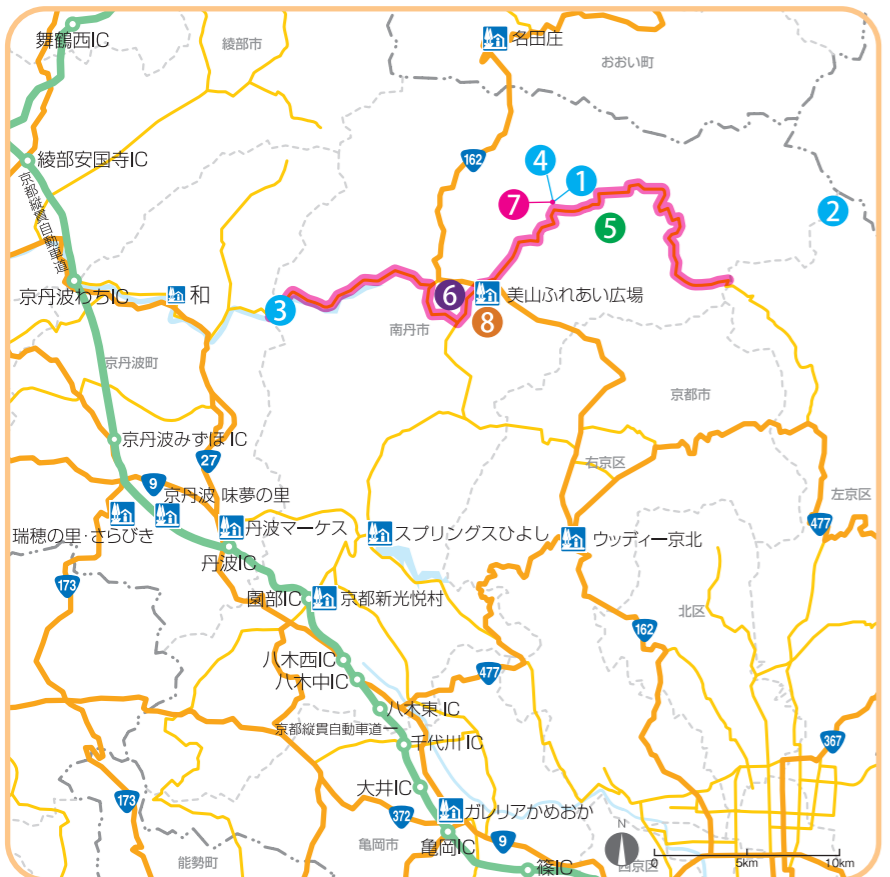 舞鶴西IC
綾部市
名田庄
おおい町
綾部安国寺IC
162
4
1
7
2
5
京都縦貫自動車道
京丹波わちIC
和
3
6
美山ふれあい広場
8
南丹市
京丹波町
京都市
京丹波みずほIC
27
右京区
左京区
9
京丹波 味夢の里
477
瑞穂の里・さらびき
丹波マーケス
スプリングスひよし
ウッディー京北
丹波IC
173
園部IC
京都新光悦村
北区
162
八木西IC
八木中IC
477
八木東IC
京都縦貫自動車道
千代川IC
367
大井IC
173
372
ガレリアかめおか
亀岡市
亀岡IC
9
N
0
5km
10km
能勢町
篠IC
西京区